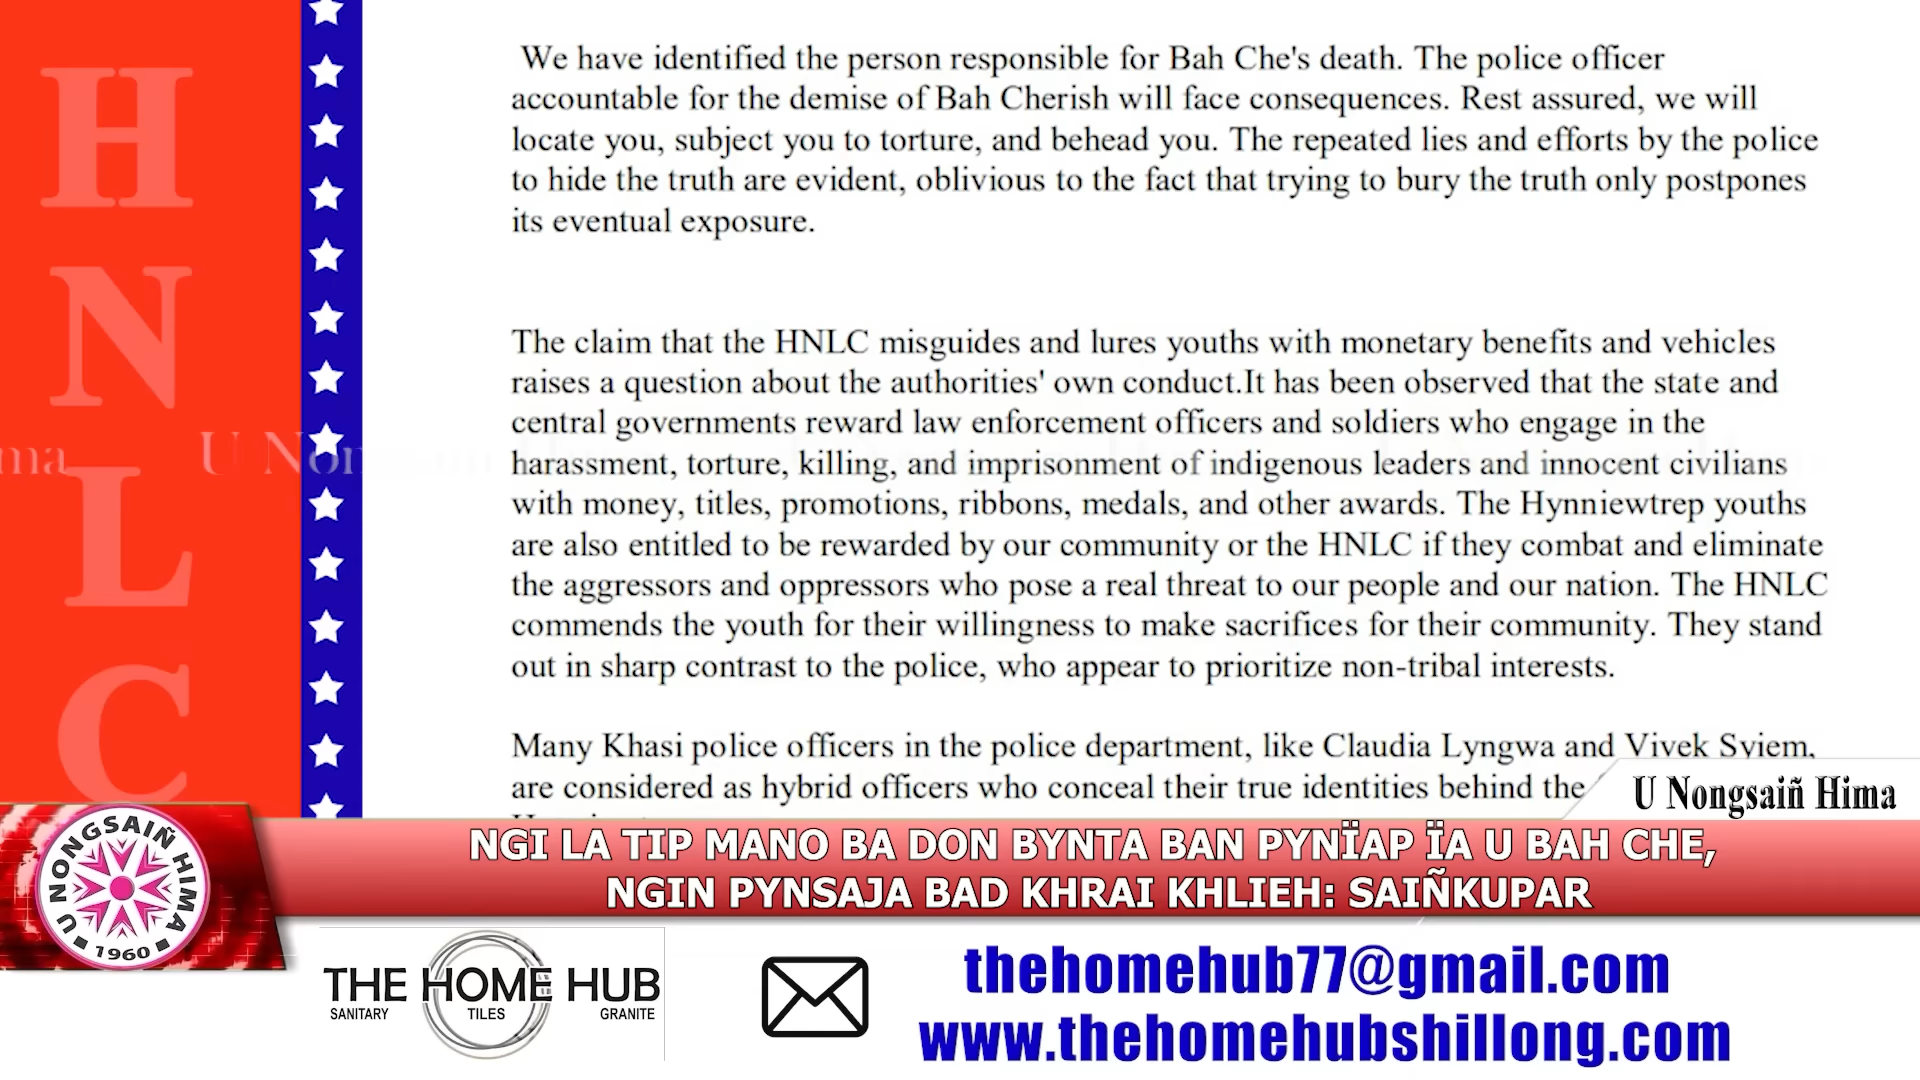 H
N
L
C
We have identified the person responsible for Bah Che's death. The police officer
accountable for the demise of Bah Cherish will face consequences. Rest assured, we will
locate you, subject you to torture, and behead you. The repeated lies and efforts by the police
to hide the truth are evident, oblivious to the fact that trying to bury the truth only postpones
its eventual exposure.
The claim that the HNLC misguides and lures youths with monetary benefits and vehicles
raises a question about the authorities' own conduct.It has been observed that the state and
central governments reward law enforcement officers and soldiers who engage in the
harassment, torture, killing, and imprisonment of indigenous leaders and innocent civilians
with money, titles, promotions, ribbons, medals, and other awards. The Hynniewtrep youths
are also entitled to be rewarded by our community or the HNLC if they combat and eliminate
the aggressors and oppressors who pose a real threat to our people and our nation. The HNLC
commends the youth for their willingness to make sacrifices for their community. They stand
out in sharp contrast to the police, who appear to prioritize non-tribal interests.
Many Khasi police officers in the police department, like Claudia Lyngwa and Vivek Syiem,
are considered as hybrid officers who conceal their true identities behind the
U Nongsaiñ Hima
NGI LA TIP MANO BA DON BYNTA BAN PYNÏAP ÏA U BAH CHE,
NGIN PYNSAJA BAD KHRAI KHLIEH: SAIÑKUPAR
U NONGSAIÑ HIMA
1960
THE HOME HUB
SANITARY TILES GRANITE
thehomehub77@gmail.com
www.thehomehubshillong.com